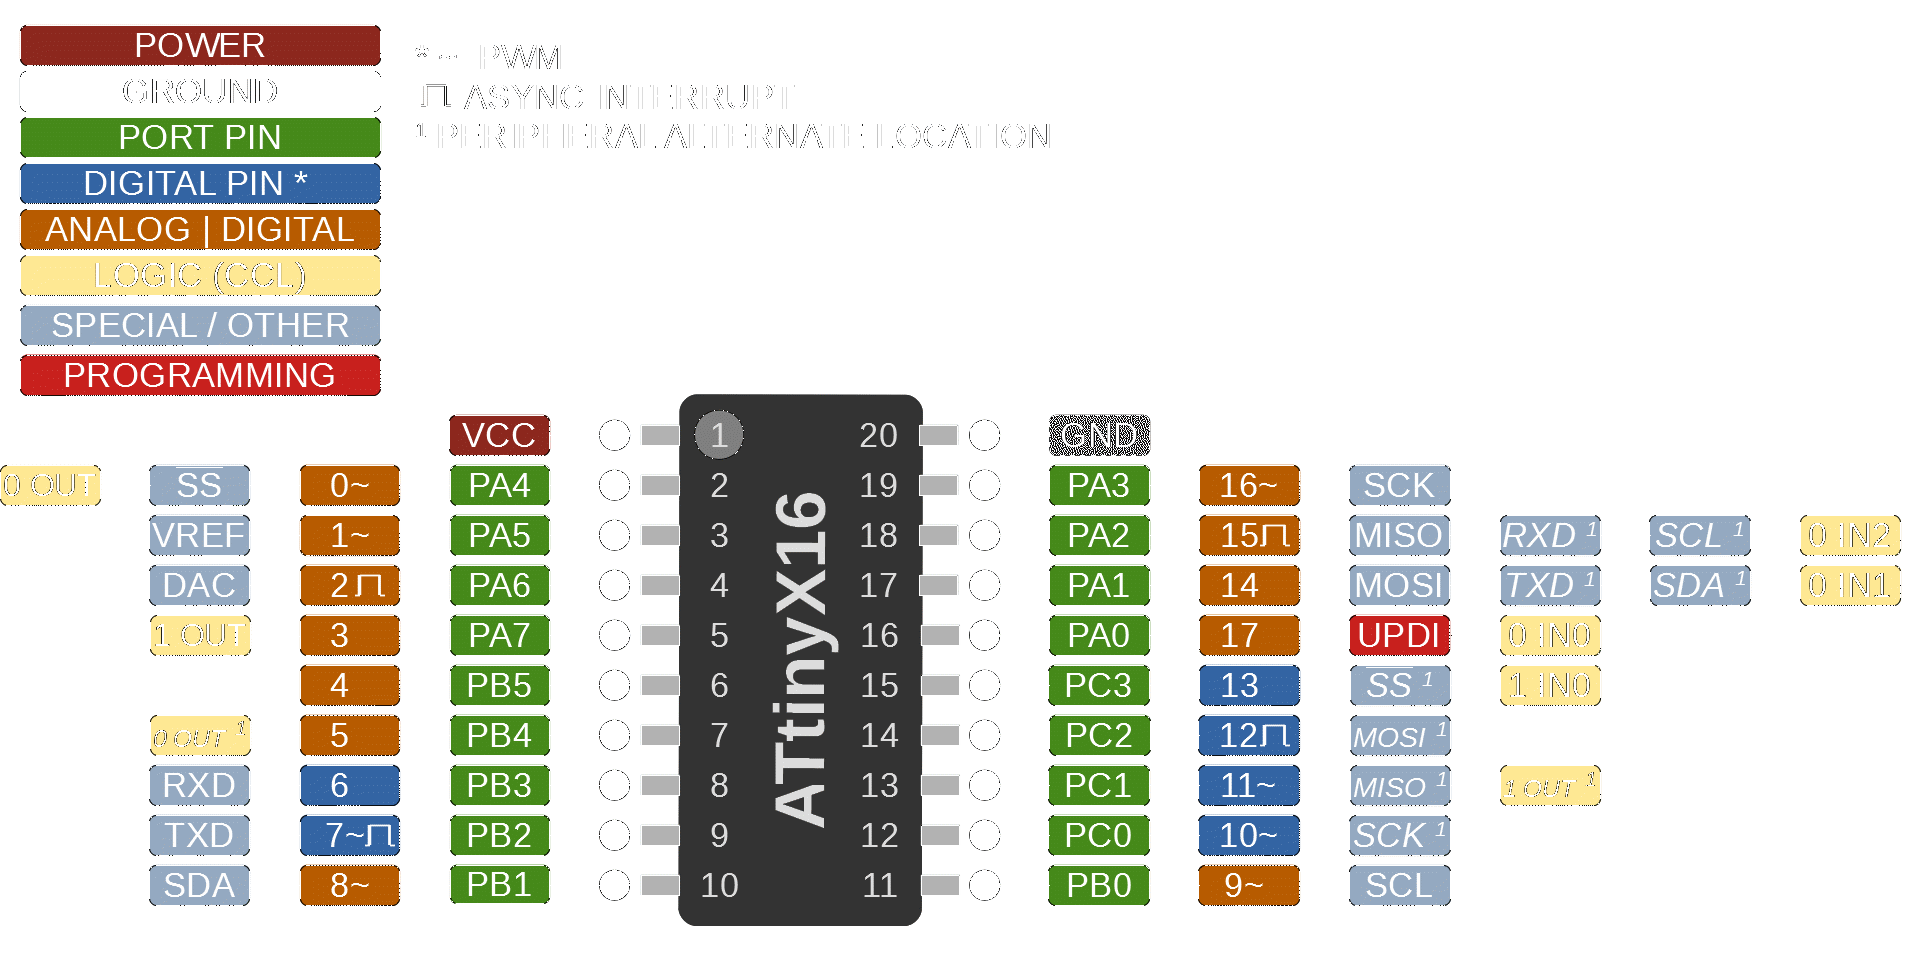 POWER
GROUND
PORT PIN
DIGITAL PIN *
ANALOG | DIGITAL
LOGIC (CCL)
SPECIAL / OTHER
PROGRAMMING
* ~ PWM
ASYNC INTERRUPT
¹ PERIPHERAL ALTERNATE LOCATION
VCC 1 20 GND
0 OUT SS 0~ PA4 2 19 PA3 16~ SCK
VREF 1~ PA5 3 18 PA2 15 MISO RXD ¹ SCL ¹ 0 IN2
DAC 2 PA6 4 17 PA1 14 MOSI TXD ¹ SDA ¹ 0 IN1
1 OUT 3 PA7 5 16 PA0 17 UPDI 0 IN0
4 PB5 6 15 PC3 13 SS ¹ 1 IN0
0 OUT ¹ 5 PB4 7 14 PC2 12 MOSI ¹
RXD 6 PB3 8 13 PC1 11~ MISO ¹ 1 OUT ¹
TXD 7~ PB2 9 12 PC0 10~ SCK ¹
SDA 8~ PB1 10 11 PB0 9~ SCL
ATtinyX16